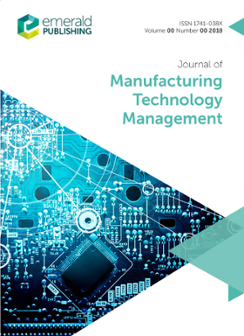 emerald
PUBLISHING
ISSN 1741-038X
Volume 00 Number 00 2018
Journal of
Manufacturing
Technology
Management